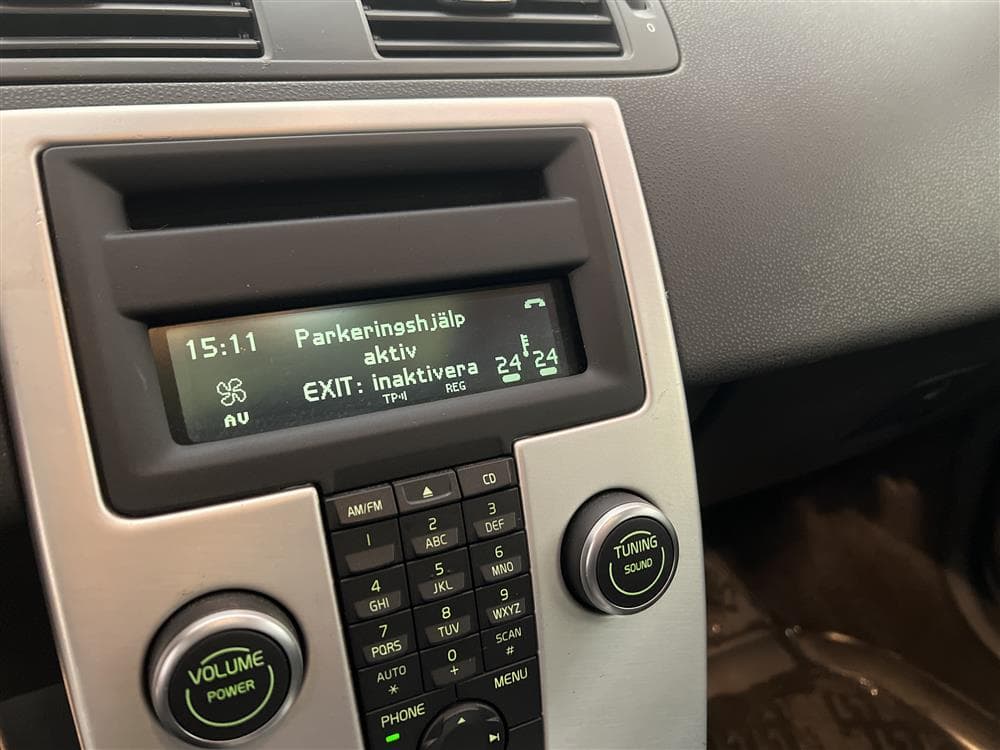 0
15:11
Parkeringshjälp
aktiv
EXIT: inaktivera
24 24
AV
TP
REG
AM/FM
CD
1
2 ABC
3 DEF
4 GHI
5 JKL
6 MNO
7 PQRS
8 TUV
9 WXYZ
AUTO *
0 +
SCAN #
PHONE
MENU
VOLUME
POWER
TUNING
SOUND